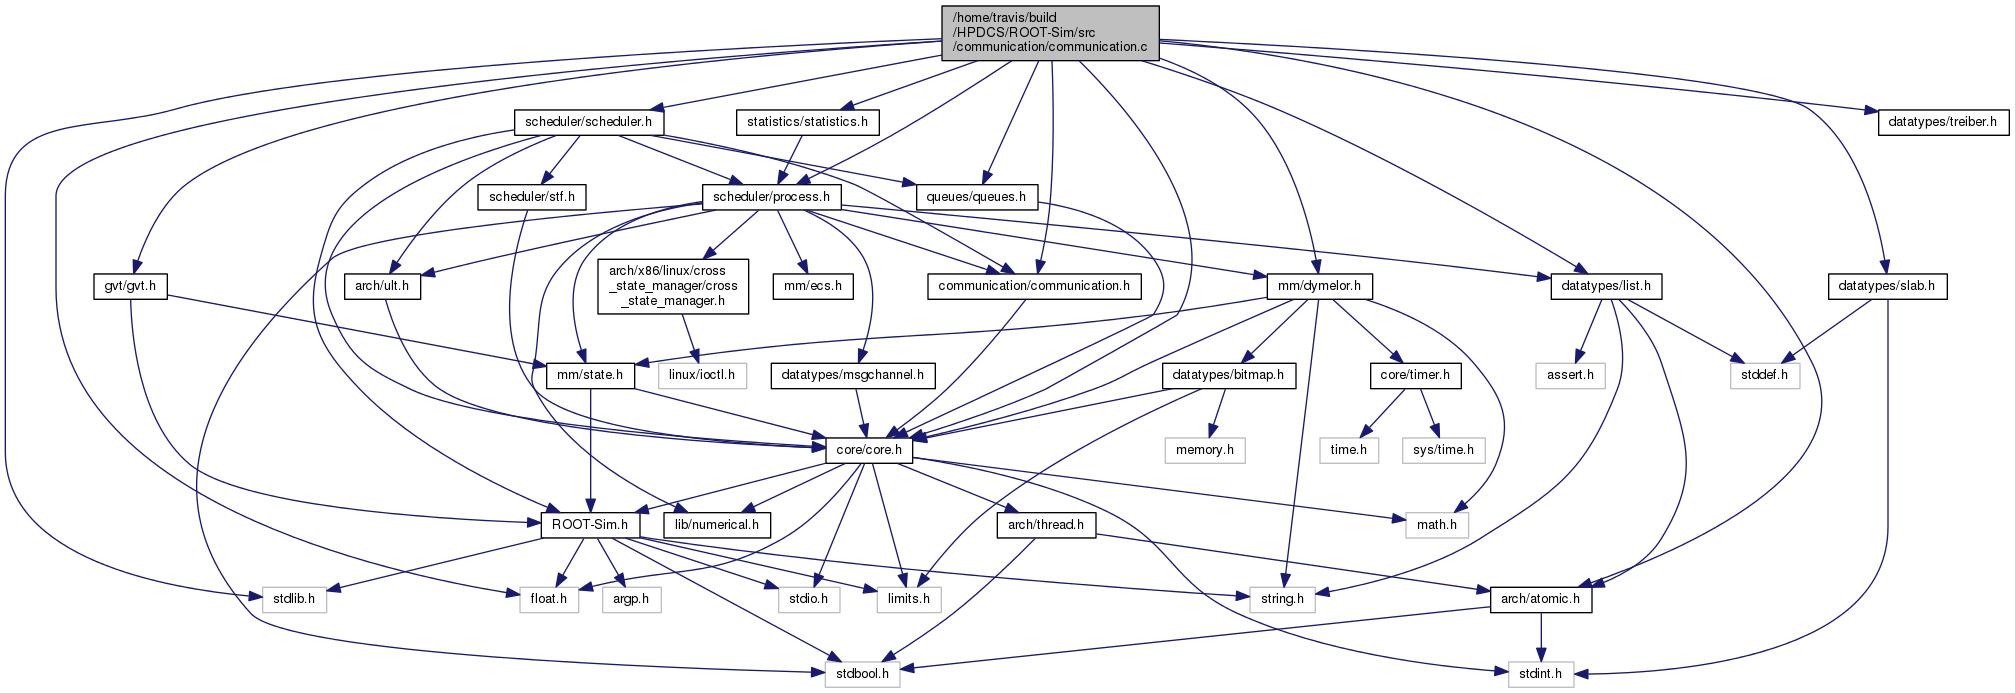 /home/travis/build
/HPDCS/ROOT-Sim/src
/communication/communication.c
scheduler/scheduler.h
statistics/statistics.h
datatypes/treiber.h
scheduler/stf.h
scheduler/process.h
queues/queues.h
gvt/gvt.h
arch/ult.h
arch/x86/linux/cross
_state_manager/cross
_state_manager.h
mm/ecs.h
communication/communication.h
mm/dymelor.h
datatypes/list.h
datatypes/slab.h
mm/state.h
linux/ioctl.h
datatypes/msgchannel.h
datatypes/bitmap.h
core/timer.h
assert.h
stddef.h
core/core.h
memory.h
time.h
sys/time.h
ROOT-Sim.h
lib/numerical.h
arch/thread.h
math.h
stdlib.h
float.h
argp.h
stdio.h
limits.h
string.h
arch/atomic.h
stdbool.h
stdint.h